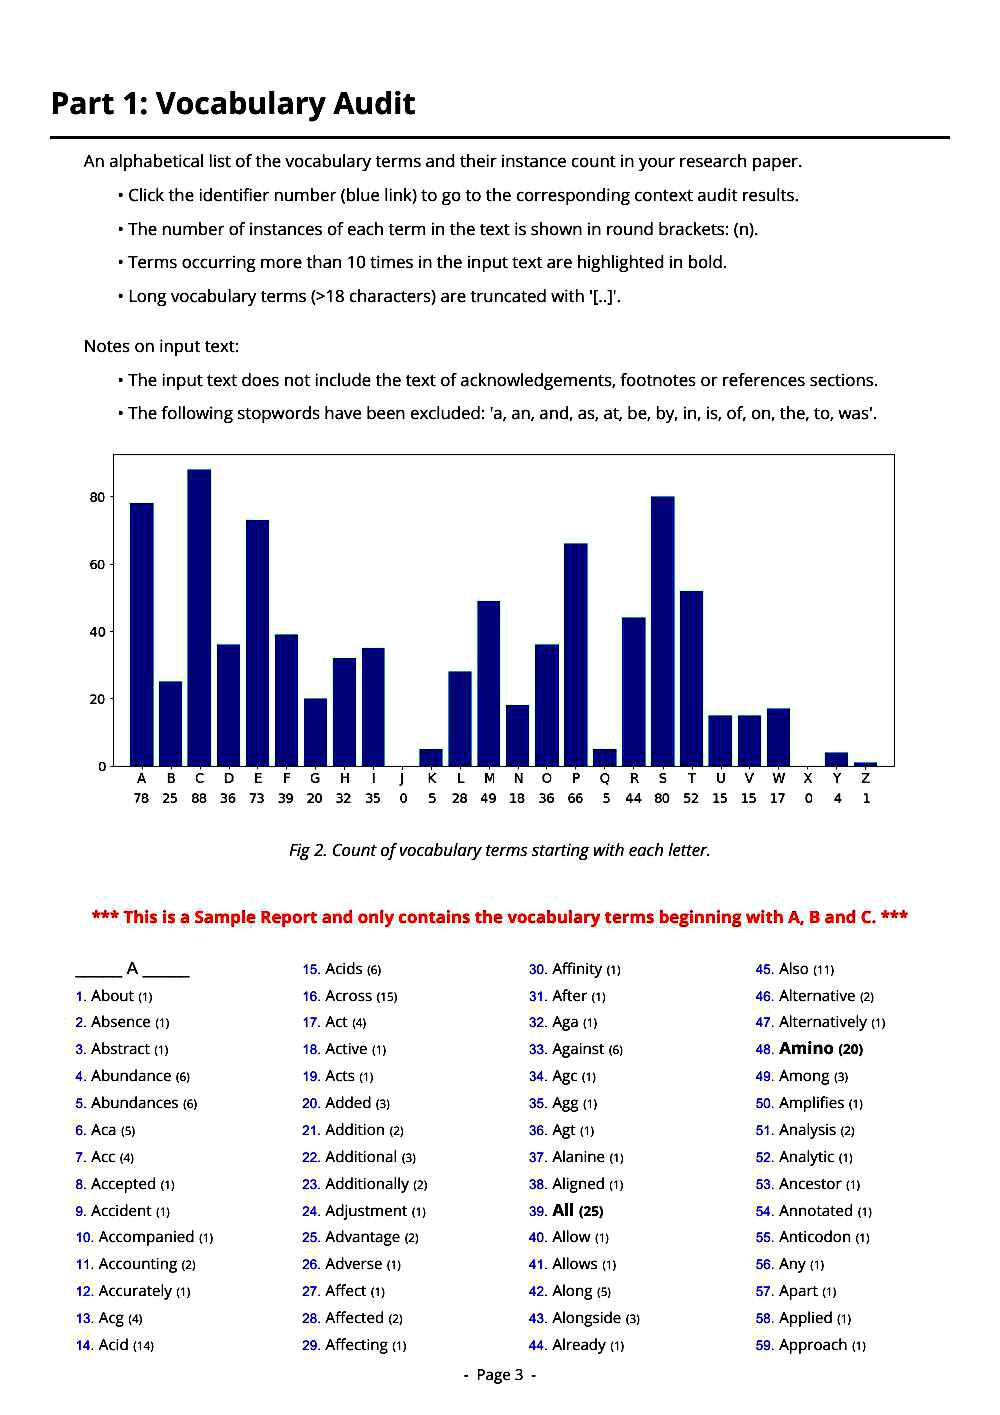 Part 1: Vocabulary Audit
An alphabetical list of the vocabulary terms and their instance count in your research paper.
• Click the identifier number (blue link) to go to the corresponding context audit results.
• The number of instances of each term in the text is shown in round brackets: (n).
• Terms occurring more than 10 times in the input text are highlighted in bold.
• Long vocabulary terms (>18 characters) are truncated with '[..]'.
Notes on input text:
• The input text does not include the text of acknowledgements, footnotes or references sections.
• The following stopwords have been excluded: 'a, an, and, as, at, be, by, in, is, of, on, the, to, was'.
80
60
40
20
0
A B C D E F G H I J K L M N O P Q R S T U V W X Y Z
78 25 88 36 73 39 20 32 35 0 5 28 49 18 36 66 5 44 80 52 15 15 17 0 4 1
Fig 2. Count of vocabulary terms starting with each letter.
*** This is a Sample Report and only contains the vocabulary terms beginning with A, B and C. ***
______ A ______
1. About (1)
2. Absence (1)
3. Abstract (1)
4. Abundance (6)
5. Abundances (6)
6. Aca (5)
7. Acc (4)
8. Accepted (1)
9. Accident (1)
10. Accompanied (1)
11. Accounting (2)
12. Accurately (1)
13. Acg (4)
14. Acid (14)
15. Acids (6)
16. Across (15)
17. Act (4)
18. Active (1)
19. Acts (1)
20. Added (3)
21. Addition (2)
22. Additional (3)
23. Additionally (2)
24. Adjustment (1)
25. Advantage (2)
26. Adverse (1)
27. Affect (1)
28. Affected (2)
29. Affecting (1)
30. Affinity (1)
31. After (1)
32. Aga (1)
33. Against (6)
34. Agc (1)
35. Agg (1)
36. Agt (1)
37. Alanine (1)
38. Aligned (1)
39. All (25)
40. Allow (1)
41. Allows (1)
42. Along (5)
43. Alongside (3)
44. Already (1)
45. Also (11)
46. Alternative (2)
47. Alternatively (1)
48. Amino (20)
49. Among (3)
50. Amplifies (1)
51. Analysis (2)
52. Analytic (1)
53. Ancestor (1)
54. Annotated (1)
55. Anticodon (1)
56. Any (1)
57. Apart (1)
58. Applied (1)
59. Approach (1)
- Page 3 -